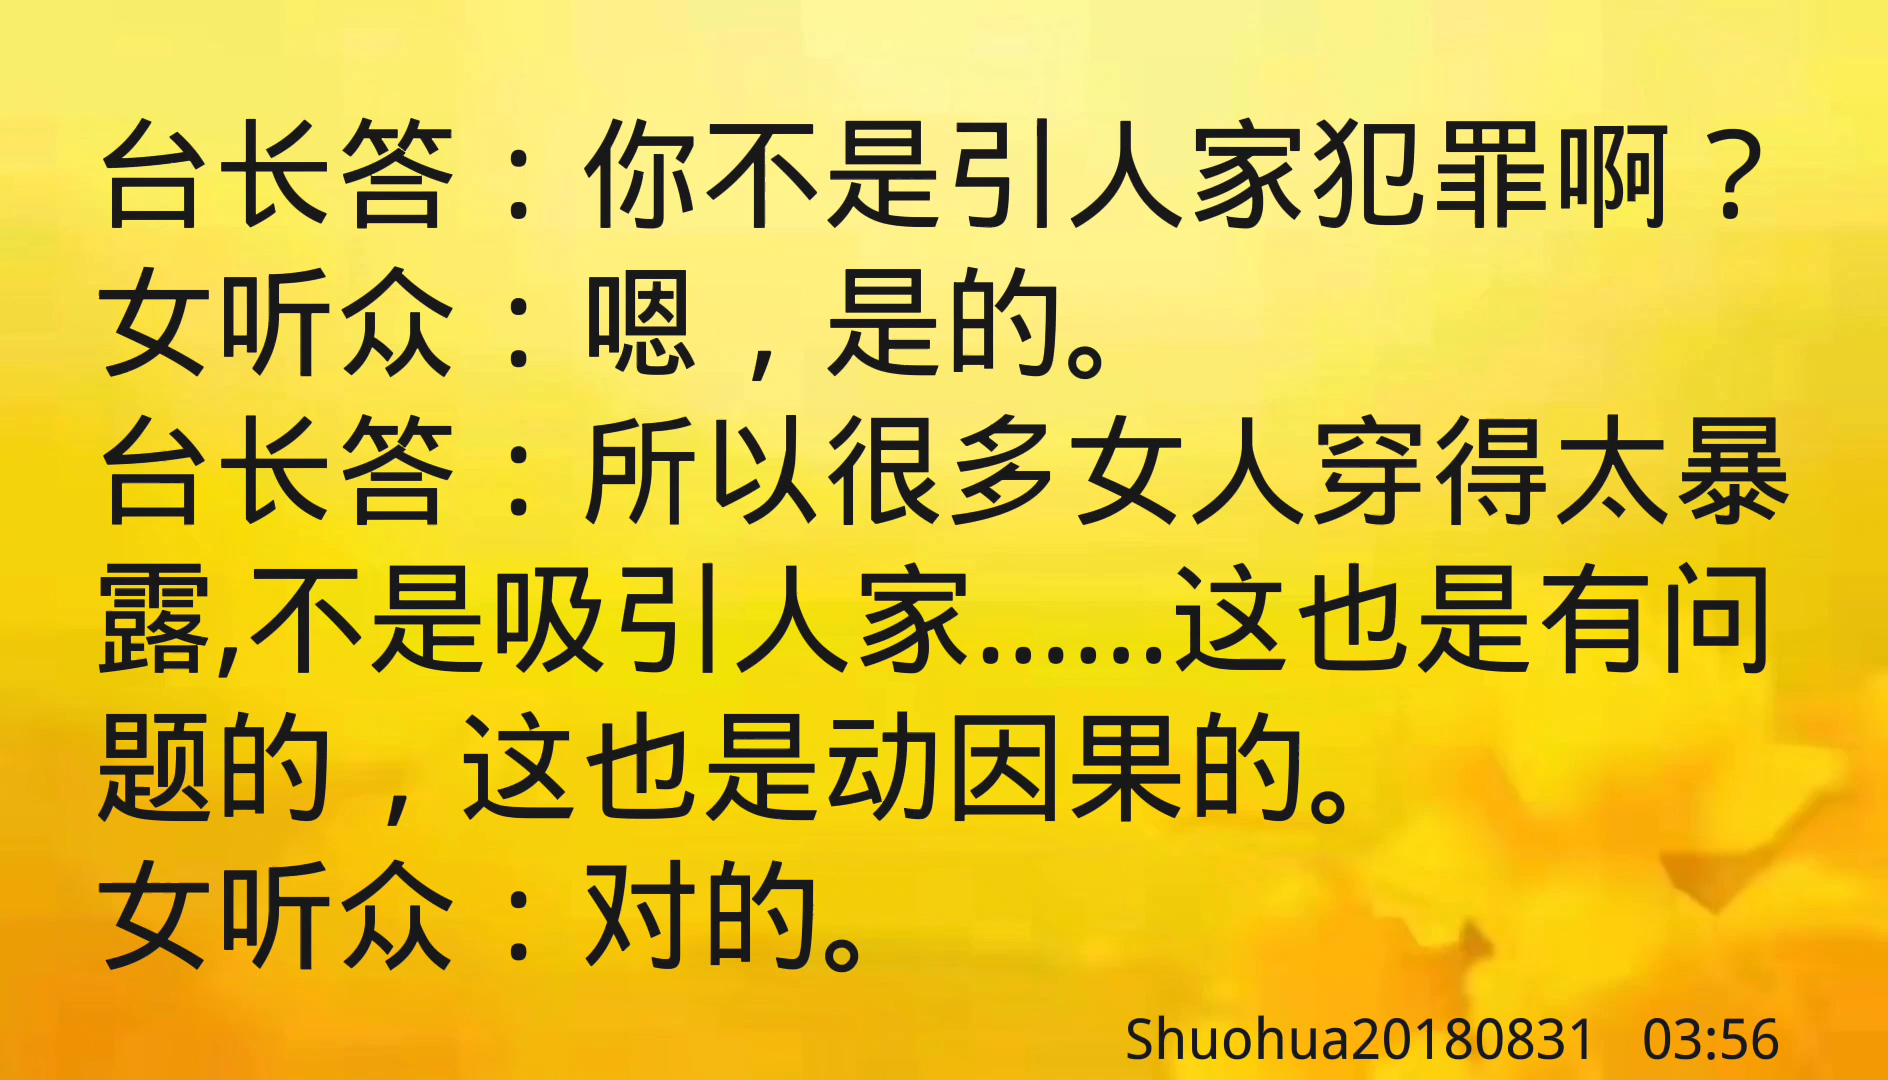 台长答：你不是引人家犯罪啊？
女听众：嗯，是的。
台长答：所以很多女人穿得太暴
露,不是吸引人家......这也是有问
题的，这也是动因果的。
女听众：对的。
Shuohua20180831 03:56